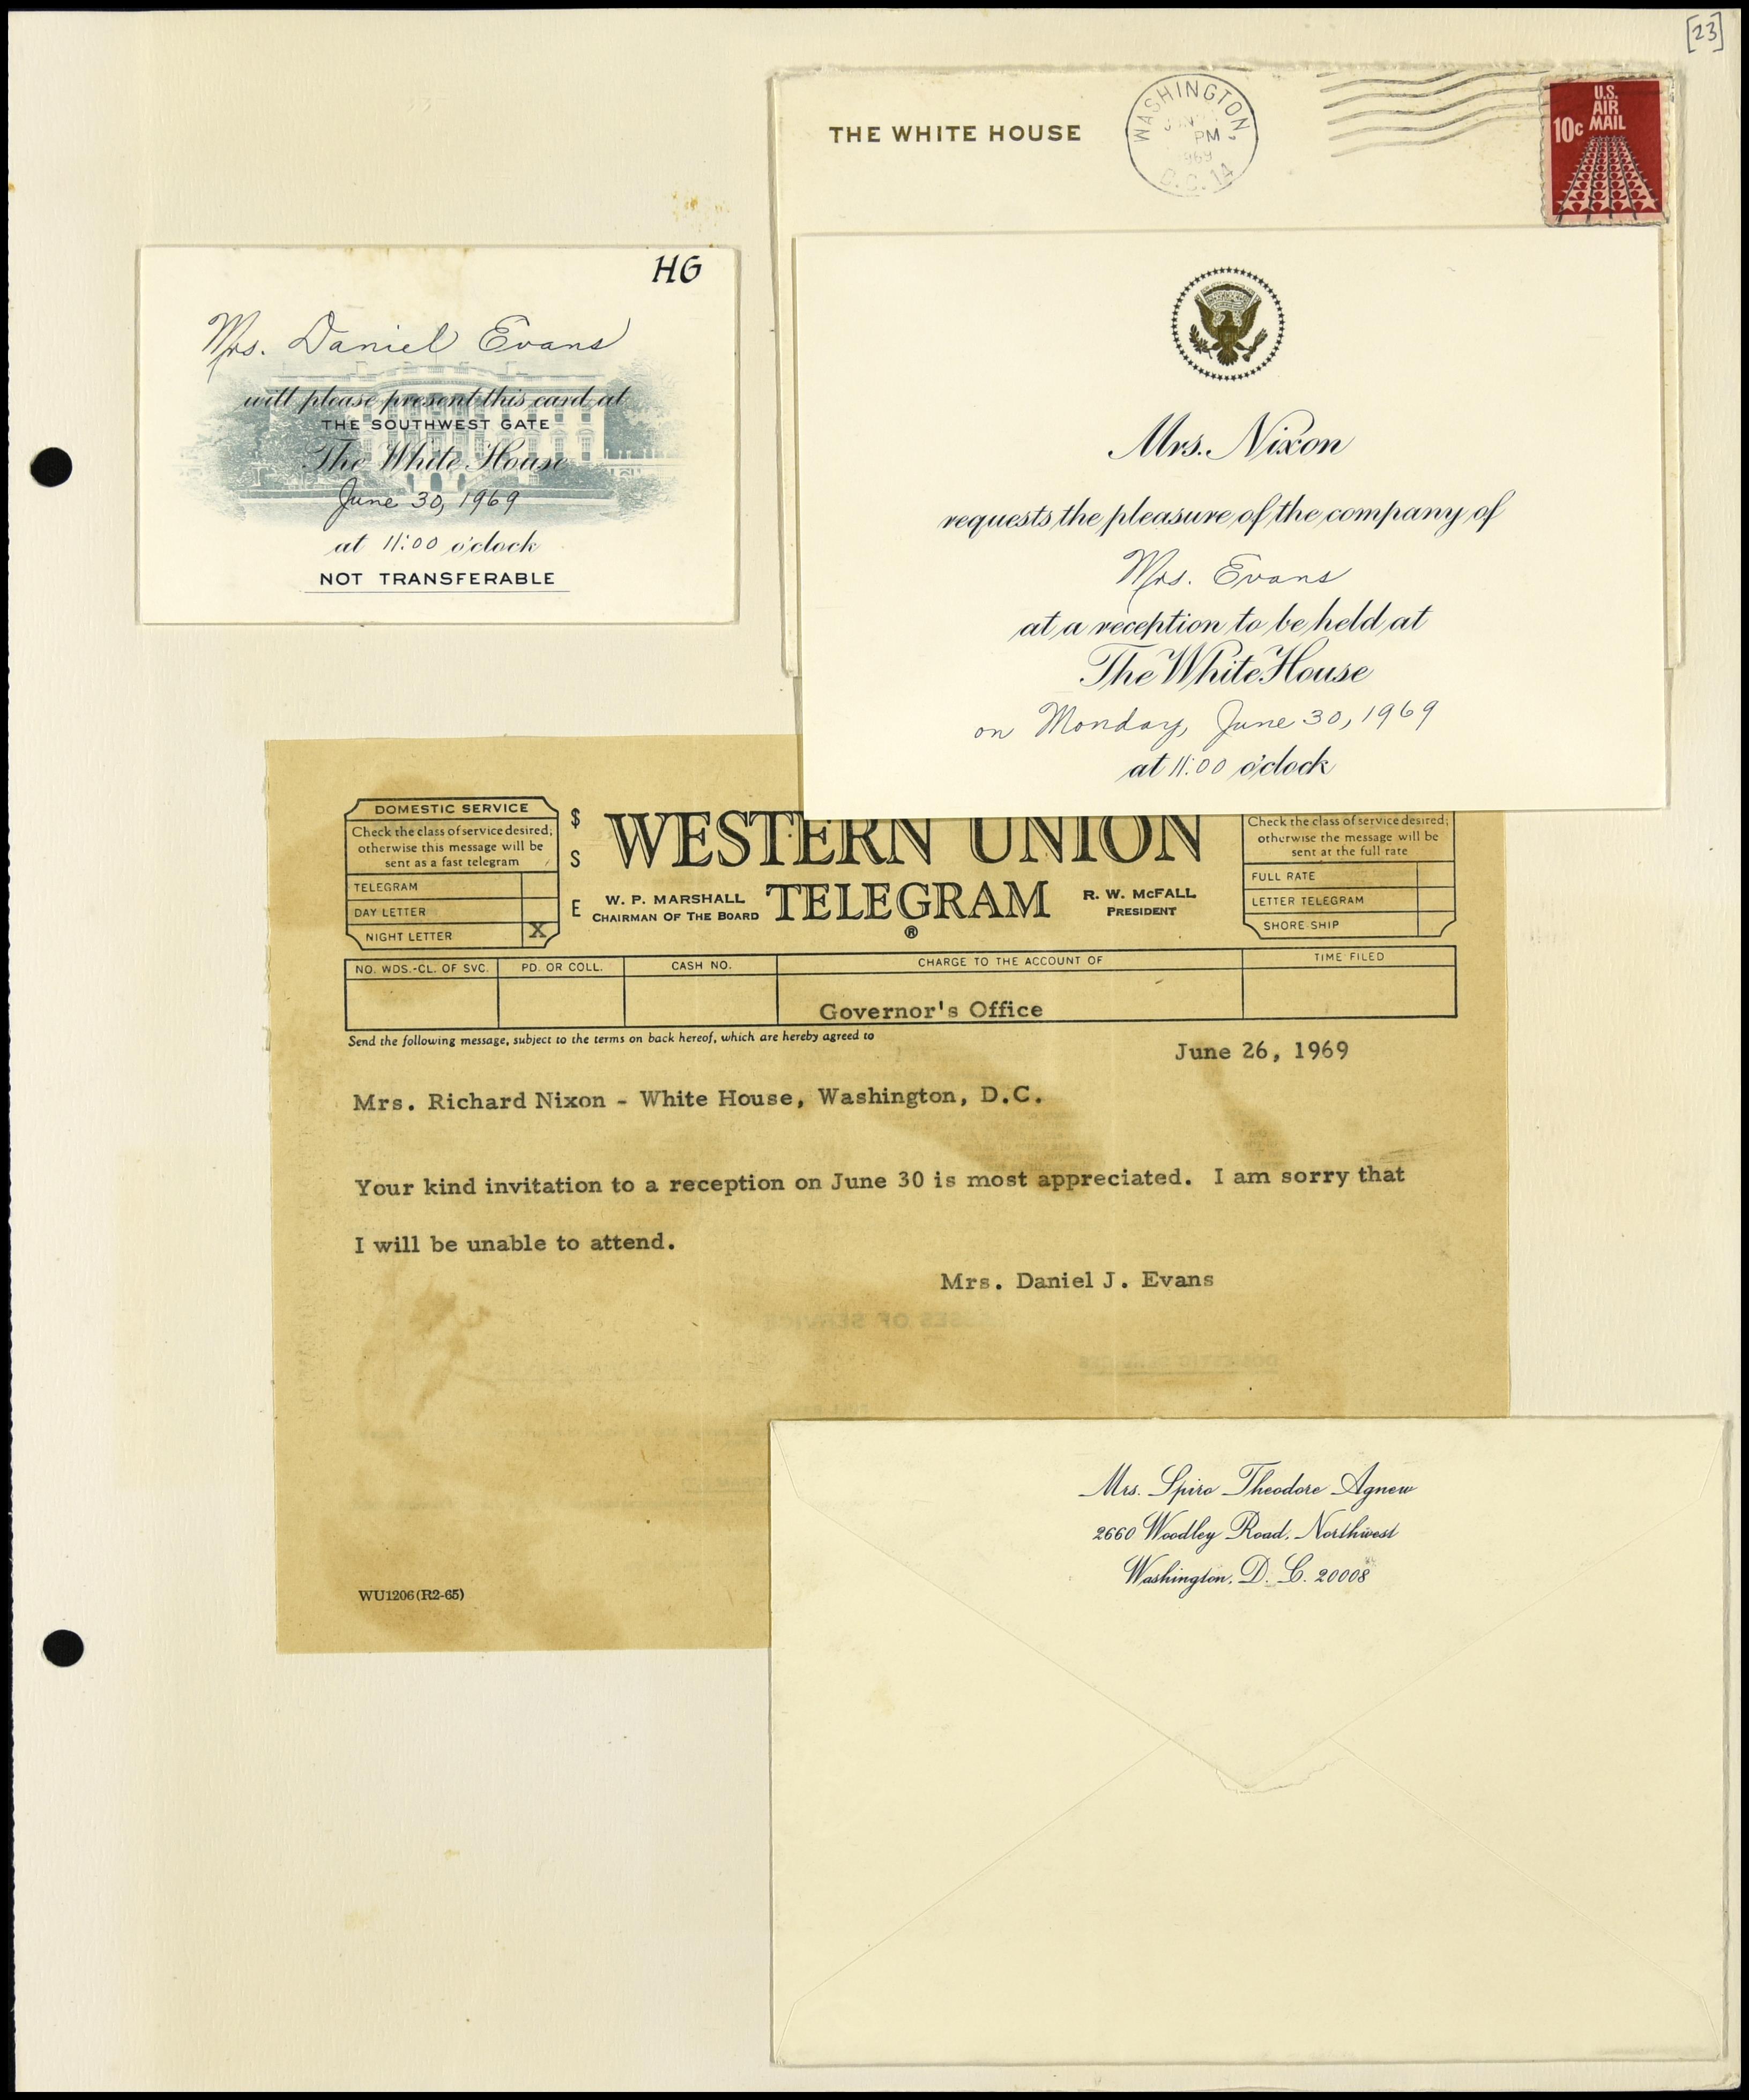 [23]
THE WHITE HOUSE
WASHINGTON
PM
1969
D.C. 14
U.S.
AIR
MAIL
10c
HG
Mrs. Daniel Evans
will please present this card at
THE SOUTHWEST GATE
The White House
June 30, 1969
at 11:00 o'clock
NOT TRANSFERABLE
Mrs. Nixon
requests the pleasure of the company of
Mrs. Evans
at a reception to be held at
The White House
on Monday, June 30, 1969
at 11:00 o'clock
DOMESTIC SERVICE
Check the class of service desired;
otherwise this message will be
sent as a fast telegram
TELEGRAM
DAY LETTER
NIGHT LETTER X
$
S
E
WESTERN UNION
TELEGRAM
®
W. P. MARSHALL
CHAIRMAN OF THE BOARD
R. W. McFALL
PRESIDENT
Check the class of service desired;
otherwise the message will be
sent at the full rate
FULL RATE
LETTER TELEGRAM
SHORE-SHIP
NO. WDS.-CL. OF SVC. PD. OR COLL. CASH NO. CHARGE TO THE ACCOUNT OF TIME FILED
Governor's Office
Send the following message, subject to the terms on back hereof, which are hereby agreed to
June 26, 1969
Mrs. Richard Nixon - White House, Washington, D.C.
Your kind invitation to a reception on June 30 is most appreciated. I am sorry that
I will be unable to attend.
Mrs. Daniel J. Evans
WU1206 (R2-65)
Mrs. Spiro Theodore Agnew
2660 Woodley Road, Northwest
Washington, D. C. 20008